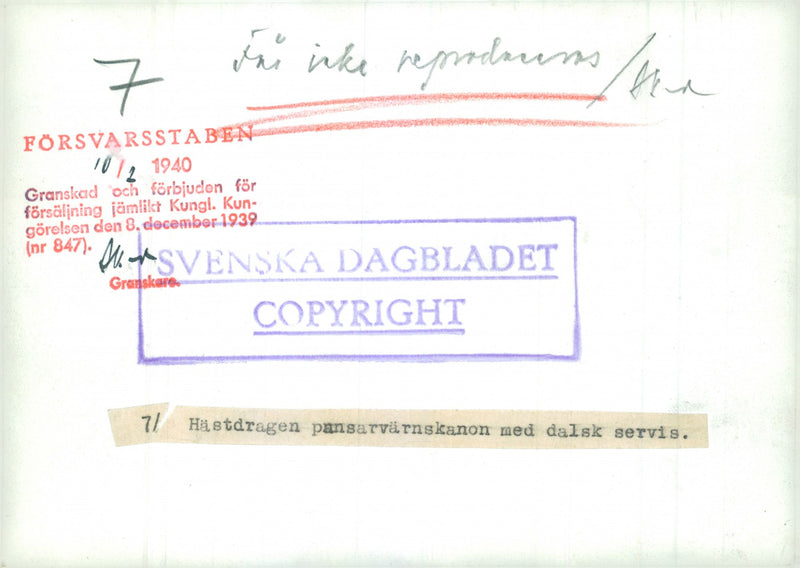 7 Får icke reproduceras
FÖRSVARSSTABEN
10/2 1940
Granskad och förbjuden för
försäljning jämlikt Kungl. Kun-
görelsen den 8. december 1939
(nr 847).
Granskare.
SVENSKA DAGBLADET
COPYRIGHT
7/ Hästdragen pansarvärnskanon med dalsk servis.